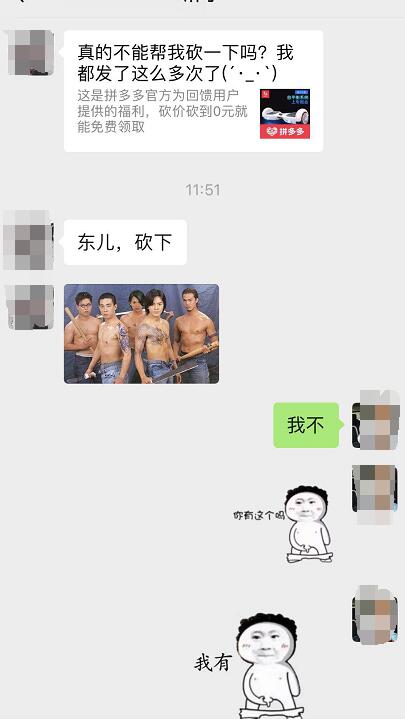 真的不能帮我砍一下吗？我
都发了这么多次了(´·_·`)
这是拼多多官方为回馈用户
提供的福利，砍价砍到0元就
能免费领取
拼多多
11:51
东儿，砍下
我不
你有这个吗
我有